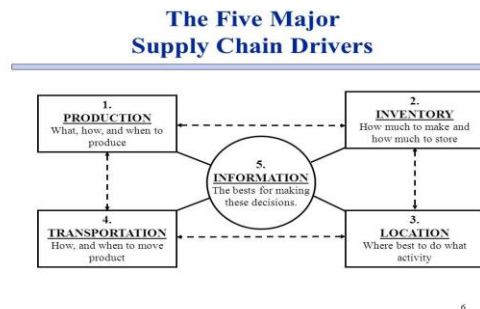 The Five Major
Supply Chain Drivers
1.
PRODUCTION
What, how, and when to
produce
2.
INVENTORY
How much to make and
how much to store
5.
INFORMATION
The bests for making
these decisions.
4.
TRANSPORTATION
How, and when to move
product
3.
LOCATION
Where best to do what
activity
6